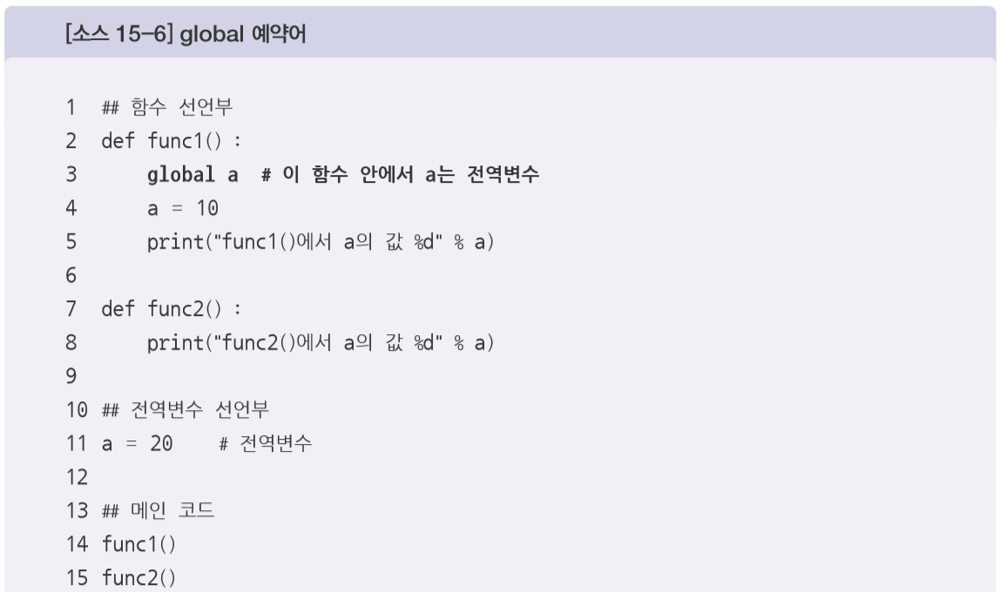 [소스 15-6] global 예약어
1 ## 함수 선언부
2 def func1() :
3     global a  # 이 함수 안에서 a는 전역변수
4     a = 10
5     print("func1()에서 a의 값 %d" % a)
6
7 def func2() :
8     print("func2()에서 a의 값 %d" % a)
9
10 ## 전역변수 선언부
11 a = 20    # 전역변수
12
13 ## 메인 코드
14 func1()
15 func2()